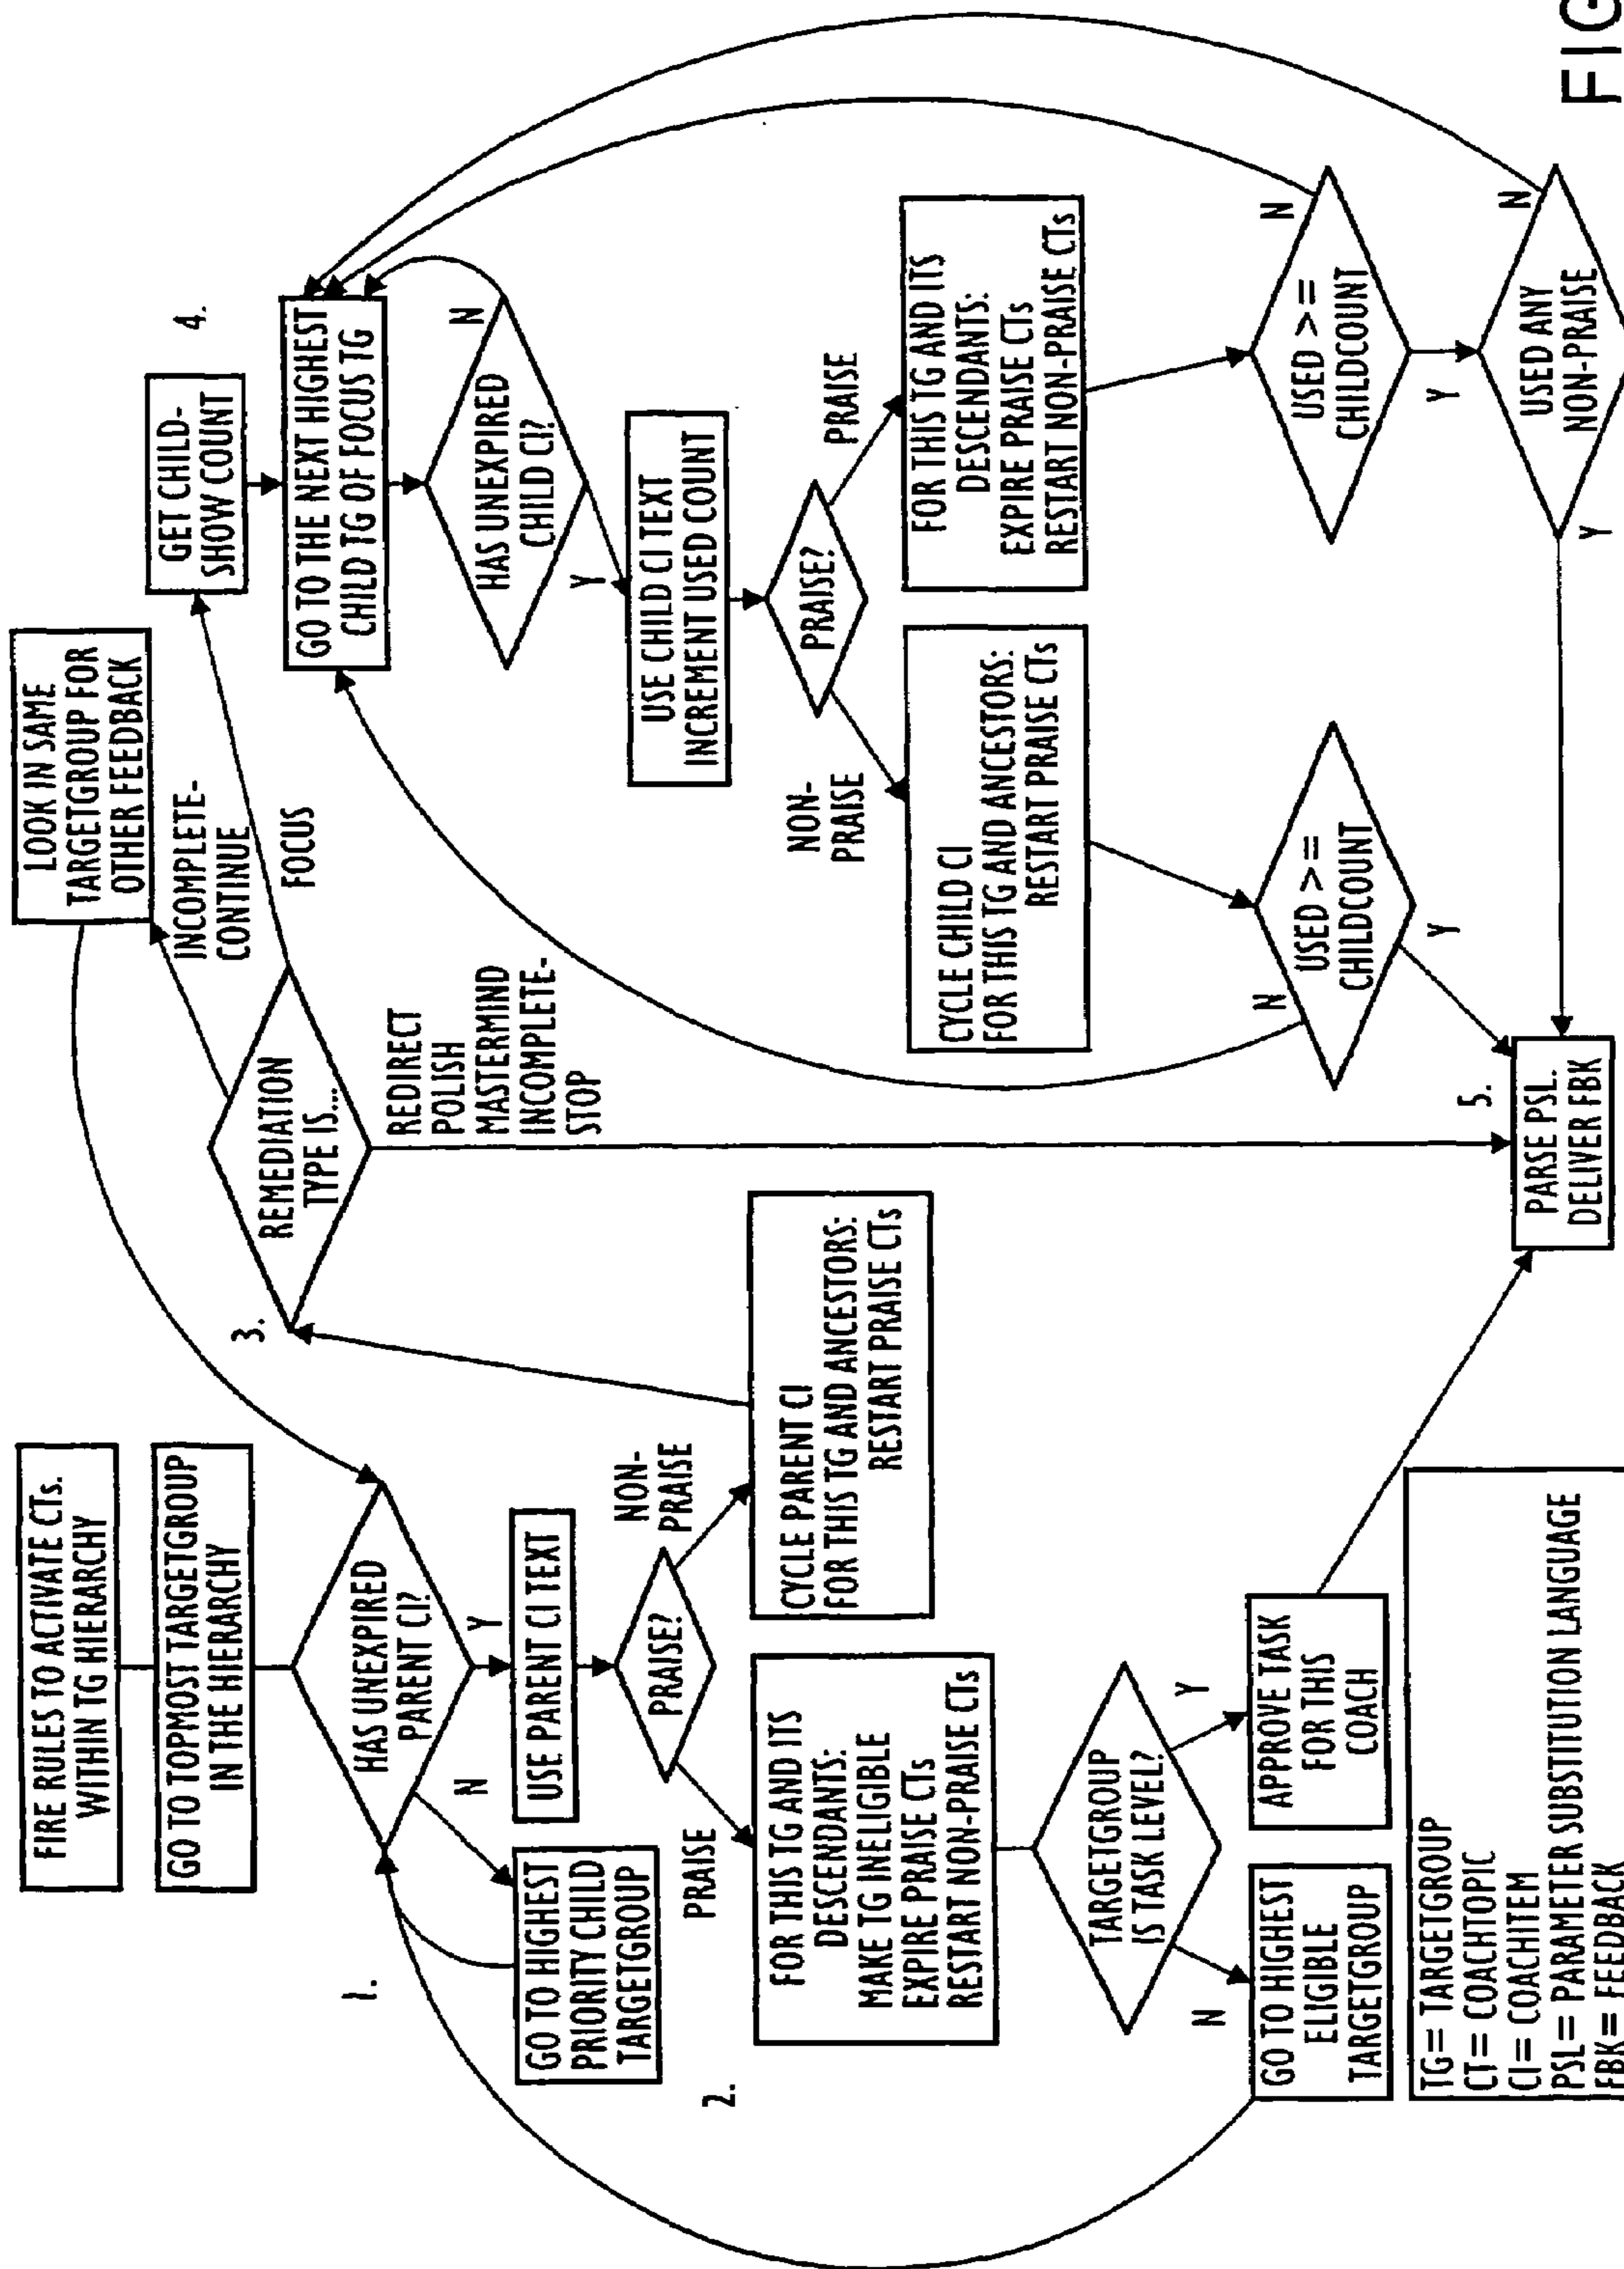 FIRE RULES TO ACTIVATE CTs.
WITHIN TG HIERARCHY
GO TO TOPMOST TARGETGROUP
IN THE HIERARCHY
HAS UNEXPIRED
PARENT CI?
N
Y
1.
GO TO HIGHEST
PRIORITY CHILD
TARGETGROUP
USE PARENT CI TEXT
PRAISE?
PRAISE
NON-
PRAISE
2.
FOR THIS TG AND ITS
DESCENDANTS:
MAKE TG INELIGIBLE
EXPIRE PRAISE CTs
RESTART NON-PRAISE CTs
CYCLE PARENT CI
FOR THIS TG AND ANCESTORS:
RESTART PRAISE CTs
TARGETGROUP
IS TASK LEVEL?
N
Y
GO TO HIGHEST
ELIGIBLE
TARGETGROUP
APPROVE TASK
FOR THIS
COACH
TG= TARGETGROUP
CT= COACHTOPIC
CI= COACHITEM
PSL= PARAMETER SUBSTITUTION LANGUAGE
FBK= FEEDBACK
3.
REMEDIATION
TYPE IS....
LOOK IN SAME
TARGETGROUP FOR
OTHER FEEDBACK
INCOMPLETE-
CONTINUE
FOCUS
REDIRECT
POLISH
MASTERMIND
INCOMPLETE-
STOP
GET CHILD-
SHOW COUNT
4.
GO TO THE NEXT HIGHEST
CHILD TG OF FOCUS TG
HAS UNEXPIRED
CHILD CI?
N
Y
USE CHILD CI TEXT
INCREMENT USED COUNT
PRAISE?
NON-
PRAISE
PRAISE
CYCLE CHILD CI
FOR THIS TG AND ANCESTORS:
RESTART PRAISE CTs
FOR THIS TG AND ITS
DESCENDANTS:
EXPIRE PRAISE CTs
RESTART NON-PRAISE CTs
N
USED >=
CHILDCOUNT
Y
USED >=
CHILDCOUNT
N
Y
USED ANY
NON-PRAISE
N
Y
5.
PARSE PSL.
DELIVER FBK
FIG